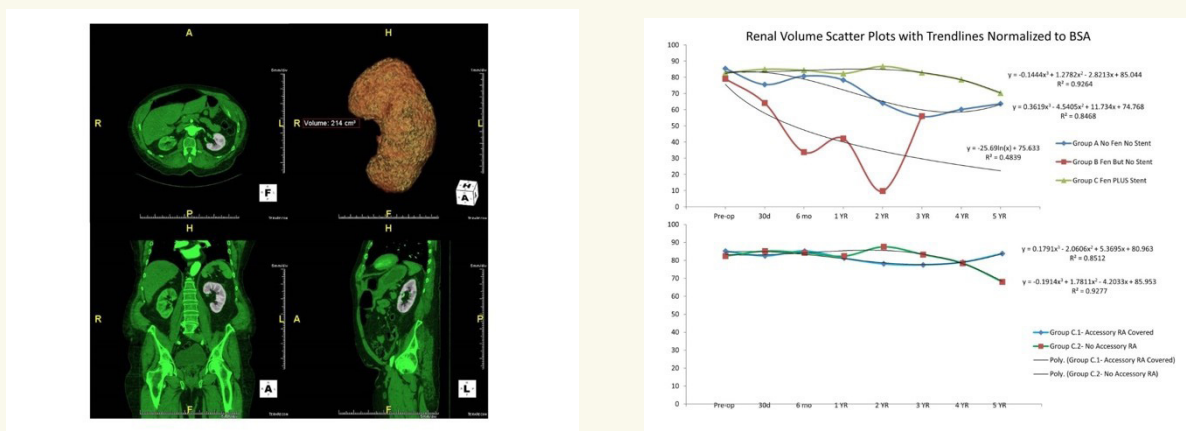 A
R
F
P
H
Volume: 214 cm³
L
A
F
H
R
L
A
F
H
A
P
L
F
Renal Volume Scatter Plots with Trendlines Normalized to BSA
100
90
80
70
60
50
40
30
20
10
0
Pre-op 30d 6 mo 1 YR 2 YR 3 YR 4 YR 5 YR
y = -0.1444x³ + 1.2782x² - 2.8213x + 85.044
R² = 0.9264
y = 0.3619x³ - 4.5405x² + 11.734x + 74.768
R² = 0.8468
y = -25.69ln(x) + 75.633
R² = 0.4839
Group A No Fen No Stent
Group B Fen But No Stent
Group C Fen PLUS Stent
100
90
80
70
60
50
40
30
20
10
0
Pre-op 30d 6 mo 1 YR 2 YR 3 YR 4 YR 5 YR
y = 0.1791x³ - 2.0606x² + 5.3695x + 80.963
R² = 0.8512
y = -0.1914x³ + 1.7811x² - 4.2033x + 85.953
R² = 0.9277
Group C.1- Accessory RA Covered
Group C.2- No Accessory RA
Poly. (Group C.1- Accessory RA Covered)
Poly. (Group C.2- No Accessory RA)